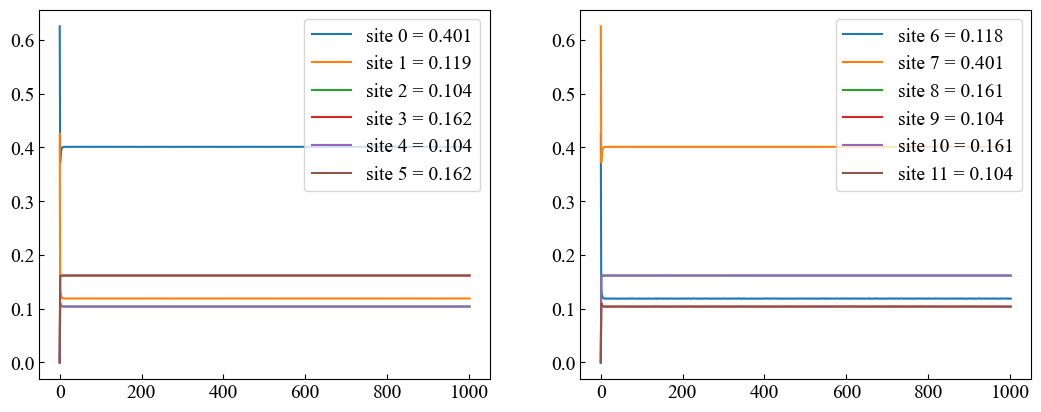 0.6
0.5
0.4
0.3
0.2
0.1
0.0
0 200 400 600 800 1000
site 0 = 0.401
site 1 = 0.119
site 2 = 0.104
site 3 = 0.162
site 4 = 0.104
site 5 = 0.162
0.6
0.5
0.4
0.3
0.2
0.1
0.0
0 200 400 600 800 1000
site 6 = 0.118
site 7 = 0.401
site 8 = 0.161
site 9 = 0.104
site 10 = 0.161
site 11 = 0.104